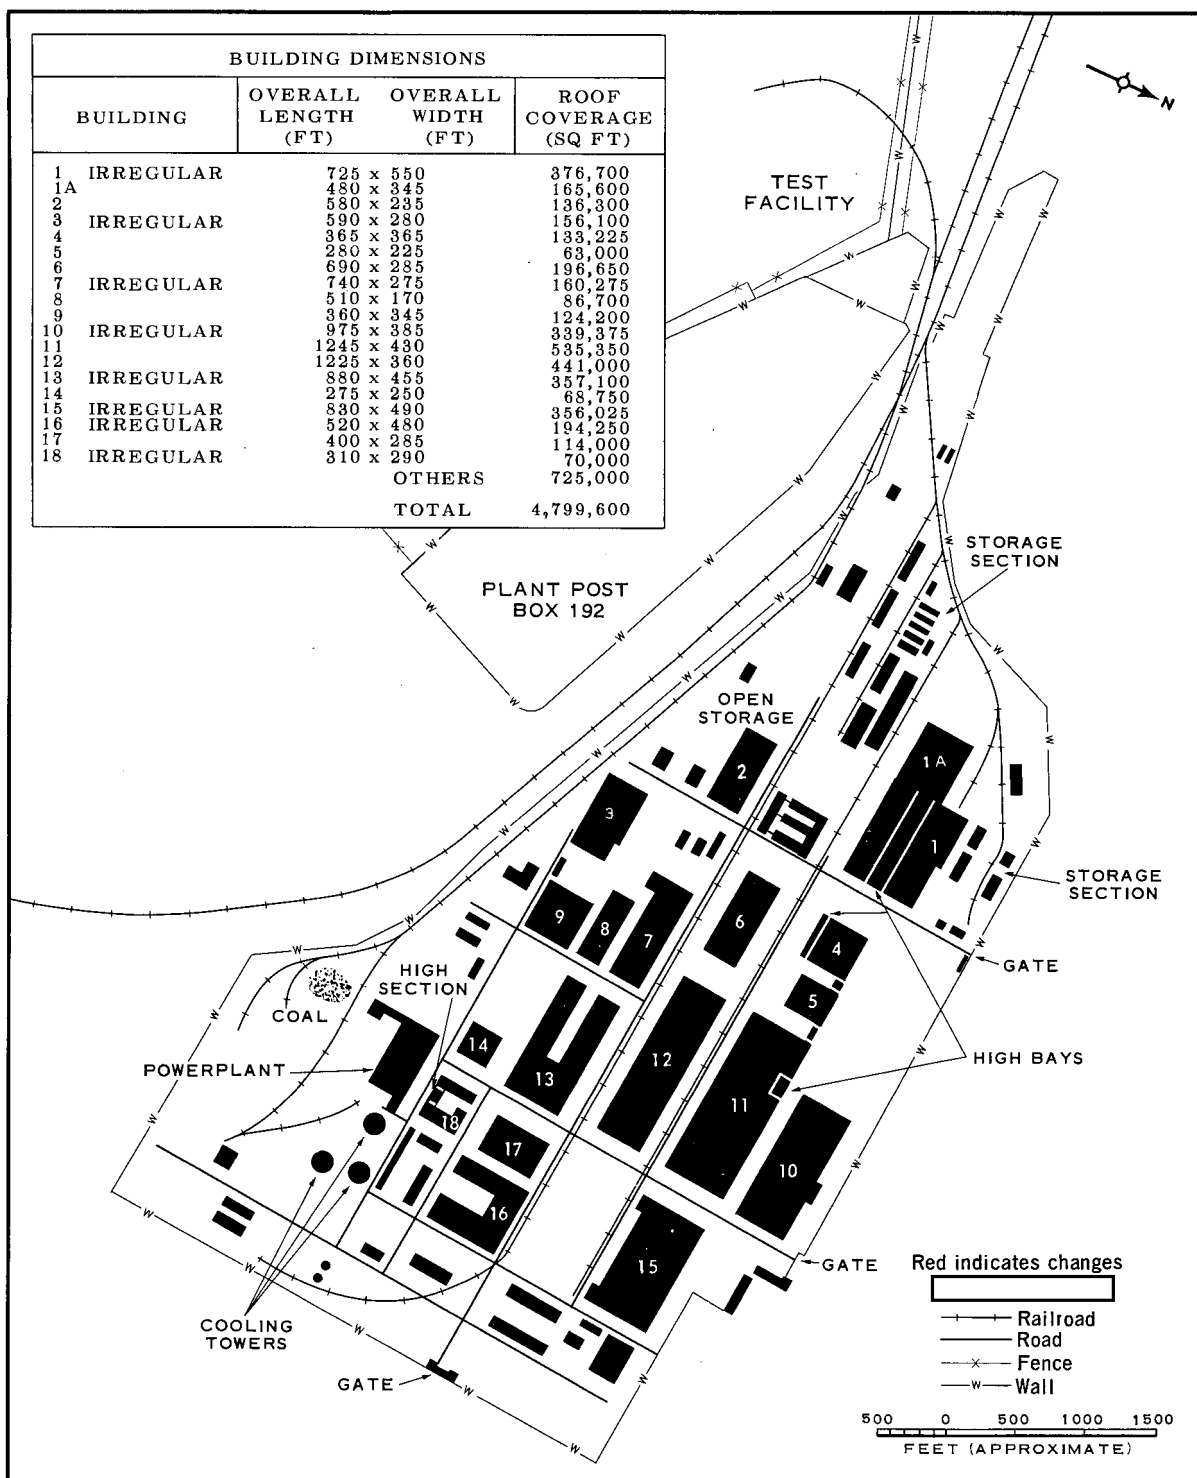 BUILDING DIMENSIONS
BUILDING OVERALL LENGTH (FT) OVERALL WIDTH (FT) ROOF COVERAGE (SQ FT)
1 IRREGULAR 725 x 550 376,700
1A 480 x 345 165,600
2 580 x 235 136,300
3 IRREGULAR 590 x 280 156,100
4 365 x 365 133,225
5 280 x 225 63,000
6 690 x 285 196,650
7 IRREGULAR 740 x 275 160,275
8 510 x 170 86,700
9 360 x 345 124,200
10 IRREGULAR 975 x 385 339,375
11 1245 x 430 535,350
12 1225 x 360 441,000
13 IRREGULAR 880 x 455 357,100
14 275 x 250 68,750
15 IRREGULAR 830 x 490 356,025
16 IRREGULAR 520 x 480 194,250
17 400 x 285 114,000
18 IRREGULAR 310 x 290 70,000
OTHERS 725,000
TOTAL 4,799,600
N
TEST
FACILITY
STORAGE
SECTION
PLANT POST
BOX 192
OPEN
STORAGE
1A
2
3
1
STORAGE
SECTION
9
8
7
6
4
GATE
HIGH
SECTION
5
COAL
14
13
12
HIGH BAYS
POWERPLANT
11
18
17
10
16
15
GATE
COOLING
TOWERS
GATE
Red indicates changes
Railroad
Road
Fence
Wall
500 0 500 1000 1500
FEET (APPROXIMATE)